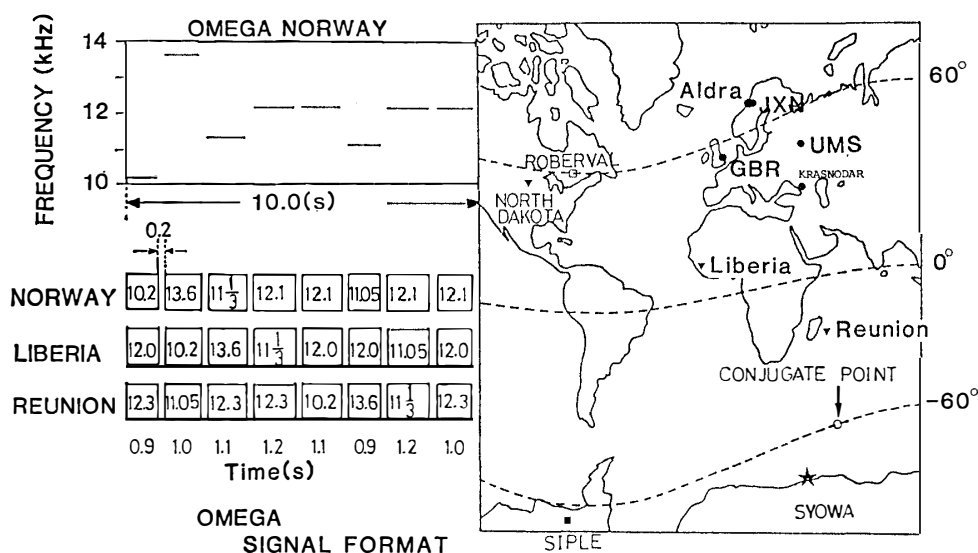 OMEGA NORWAY
FREQUENCY (kHz)
14
12
10
10.0(s)
0.2
NORWAY 10.2 13.6 11 1/3 12.1 12.1 11.05 12.1 12.1
LIBERIA 12.0 10.2 13.6 11 1/3 12.0 12.0 11.05 12.0
REUNION 12.3 11.05 12.3 12.3 10.2 13.6 11 1/3 12.3
0.9 1.0 1.1 1.2 1.1 0.9 1.2 1.0
Time(s)
OMEGA
SIGNAL FORMAT
60°
Aldra
JXN
UMS
ROBERVAL
GBR
KRASNODAR
NORTH
DAKOTA
0°
Liberia
Reunion
CONJUGATE POINT
-60°
SYOWA
SIPLE